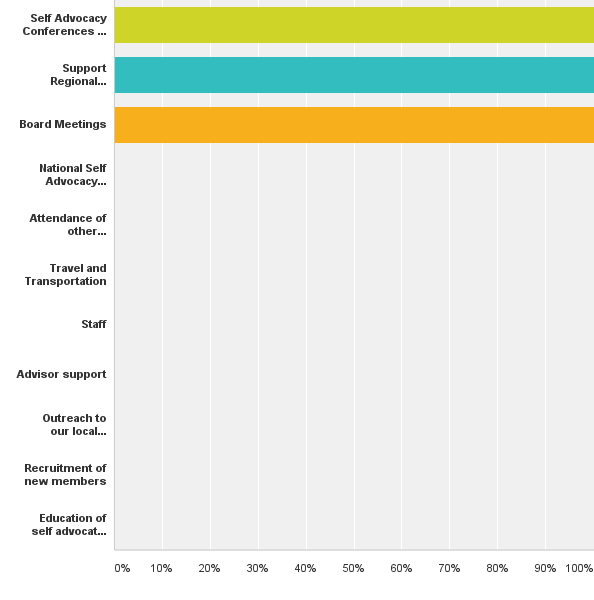 Self Advocacy
Conferences ...
Support
Regional...
Board Meetings
National Self
Advocacy...
Attendance of
other...
Travel and
Transportation
Staff
Advisor support
Outreach to
our local...
Recruitment of
new members
Education of
self advocat...
0% 10% 20% 30% 40% 50% 60% 70% 80% 90% 100%